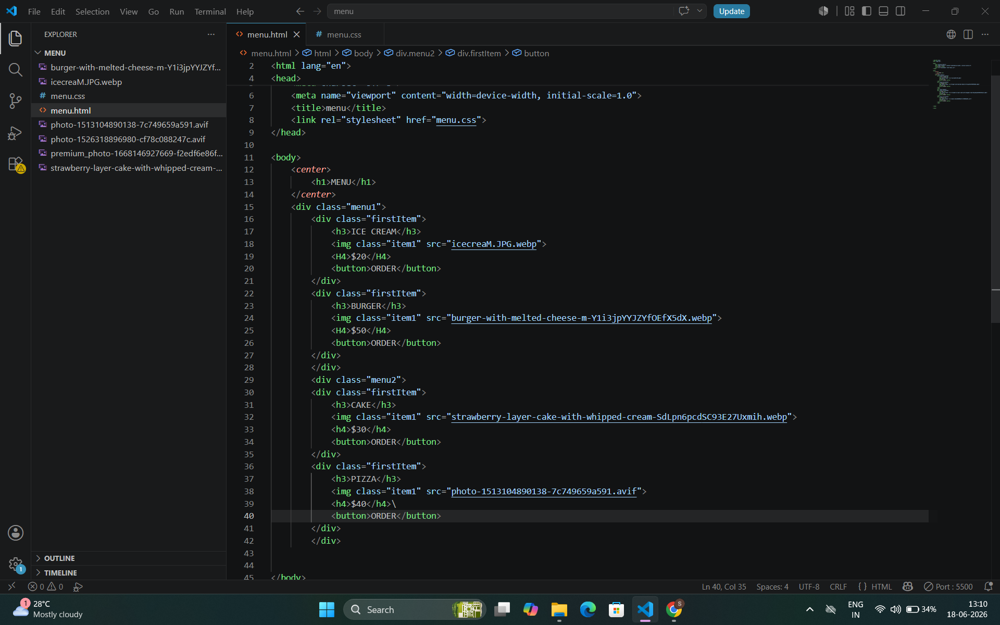 File Edit Selection View Go Run Terminal Help
menu
Update
EXPLORER
MENU
burger-with-melted-cheese-m-Y1i3jpYYJZYf...
icecreaM.JPG.webp
# menu.css
<> menu.html
photo-1513104890138-7c749659a591.avif
photo-1526318896980-cf78c088247c.avif
premium_photo-1668146927669-f2edf6e86f...
strawberry-layer-cake-with-whipped-cream-...
OUTLINE
TIMELINE
<> menu.html
# menu.css
<> menu.html > html > body > div.menu2 > div.firstItem > button
2 <html lang="en">
4 <head>
6 <meta name="viewport" content="width=device-width, initial-scale=1.0">
7 <title>menu</title>
8 <link rel="stylesheet" href="menu.css">
9 </head>
10
11 <body>
12 <center>
13 <h1>MENU</h1>
14 </center>
15 <div class="menu1">
16 <div class="firstItem">
17 <h3>ICE CREAM</h3>
18 <img class="item1" src="icecreaM.JPG.webp">
19 <H4>$20</H4>
20 <button>ORDER</button>
21 </div>
22 <div class="firstItem">
23 <h3>BURGER</h3>
24 <img class="item1" src="burger-with-melted-cheese-m-Y1i3jpYYJZYfOEfX5dX.webp">
25 <H4>$50</H4>
26 <button>ORDER</button>
27 </div>
28 </div>
29 <div class="menu2">
30 <div class="firstItem">
31 <h3>CAKE</h3>
32 <img class="item1" src="strawberry-layer-cake-with-whipped-cream-SdLpn6pcdSC93E27Uxmih.webp">
33 <h4>$30</h4>
34 <button>ORDER</button>
35 </div>
36 <div class="firstItem">
37 <h3>PIZZA</h3>
38 <img class="item1" src="photo-1513104890138-7c749659a591.avif">
39 <h4>$40</h4>\
40 <button>ORDER</button>
41 </div>
42 </div>
43
44
45 </body>
0 0
Ln 40, Col 35 Spaces: 4 UTF-8 CRLF { } HTML Port : 5500
1
1
28°C
Mostly cloudy
Search
S
ENG
IN
34%
13:10
18-06-2026